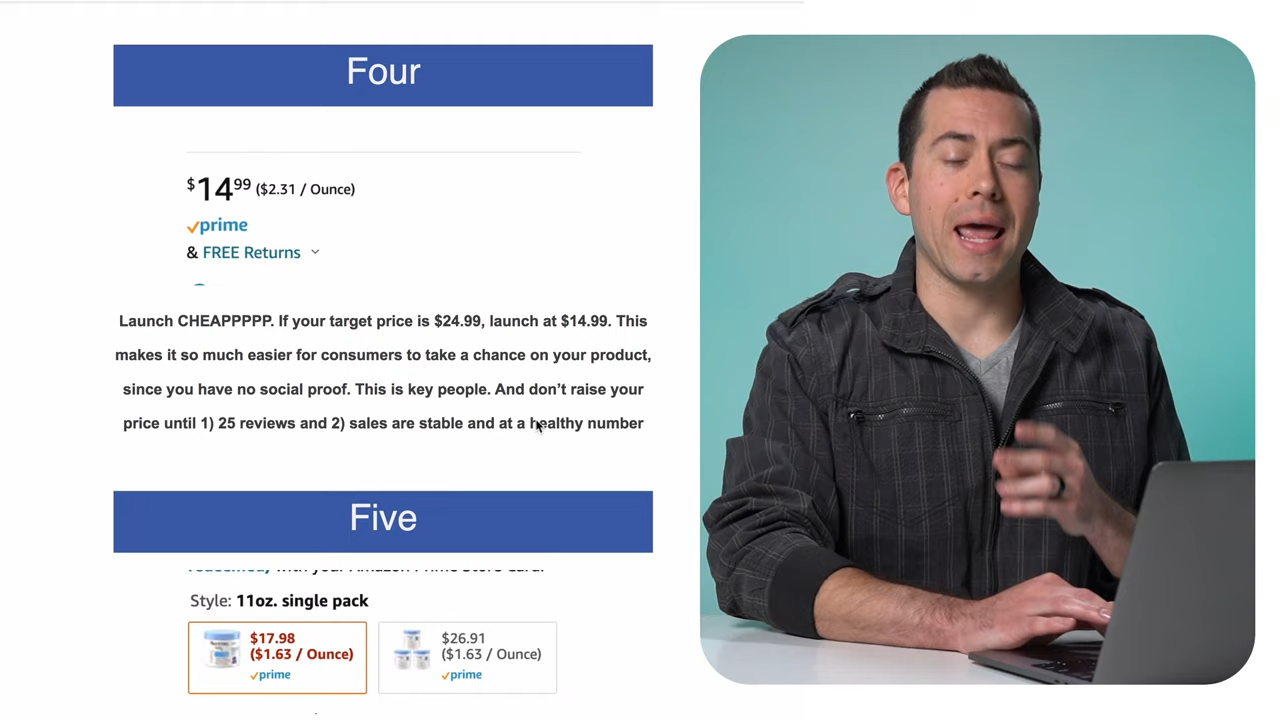 Four
$14.99 ($2.31 / Ounce)
prime
& FREE Returns
Launch CHEAPPPPP. If your target price is $24.99, launch at $14.99. This
makes it so much easier for consumers to take a chance on your product,
since you have no social proof. This is key people. And don’t raise your
price until 1) 25 reviews and 2) sales are stable and at a healthy number
Five
Style: 11oz. single pack
$17.98
($1.63 / Ounce)
prime
$26.91
($1.63 / Ounce)
prime